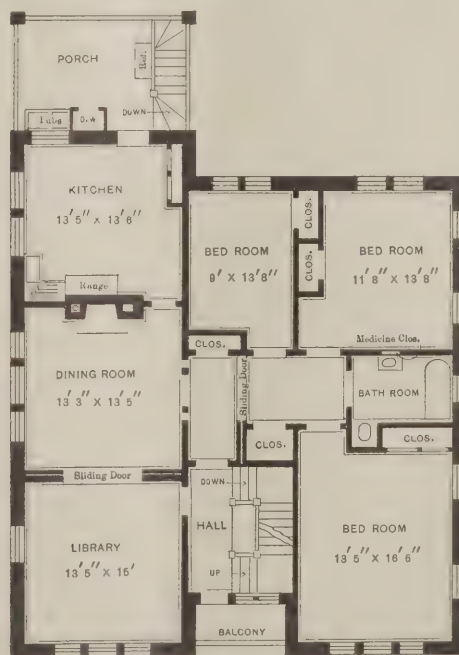 PORCH
Ref.
DOWN
Tubs
D.W
KITCHEN
13'5" X 13'6"
Range
BED ROOM
9' X 13'8"
CLOS.
CLOS.
BED ROOM
11'8" X 13'8"
Medicine Clos.
CLOS.
DINING ROOM
13'3" X 13'5"
Sliding Door
BATH ROOM
CLOS.
CLOS.
Sliding Door
DOWN
HALL
UP
LIBRARY
13'5" X 15'
BED ROOM
13'5" X 16'6"
BALCONY